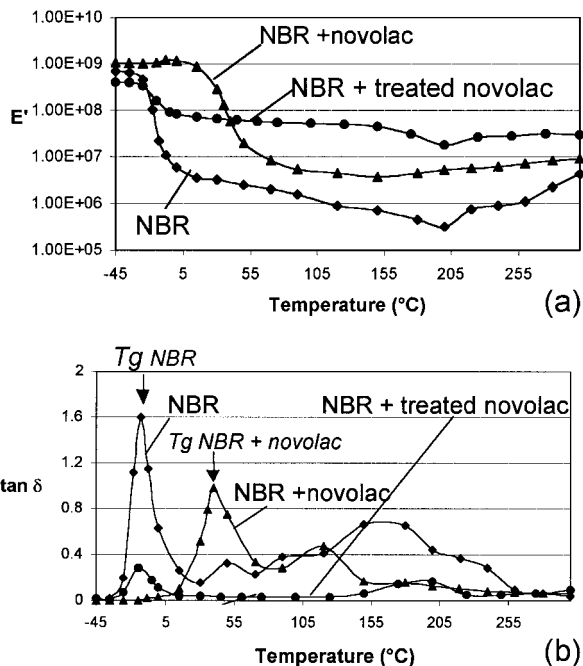 1.00E+10
1.00E+09
1.00E+08
1.00E+07
1.00E+06
1.00E+05
E'
NBR +novolac
NBR + treated novolac
NBR
-45 5 55 105 155 205 255
Temperature (°C)
(a)
Tg NBR
2
1.6
1.2
0.8
0.4
0
tan δ
NBR
NBR + treated novolac
Tg NBR + novolac
NBR +novolac
-45 5 55 105 155 205 255
Temperature (°C)
(b)